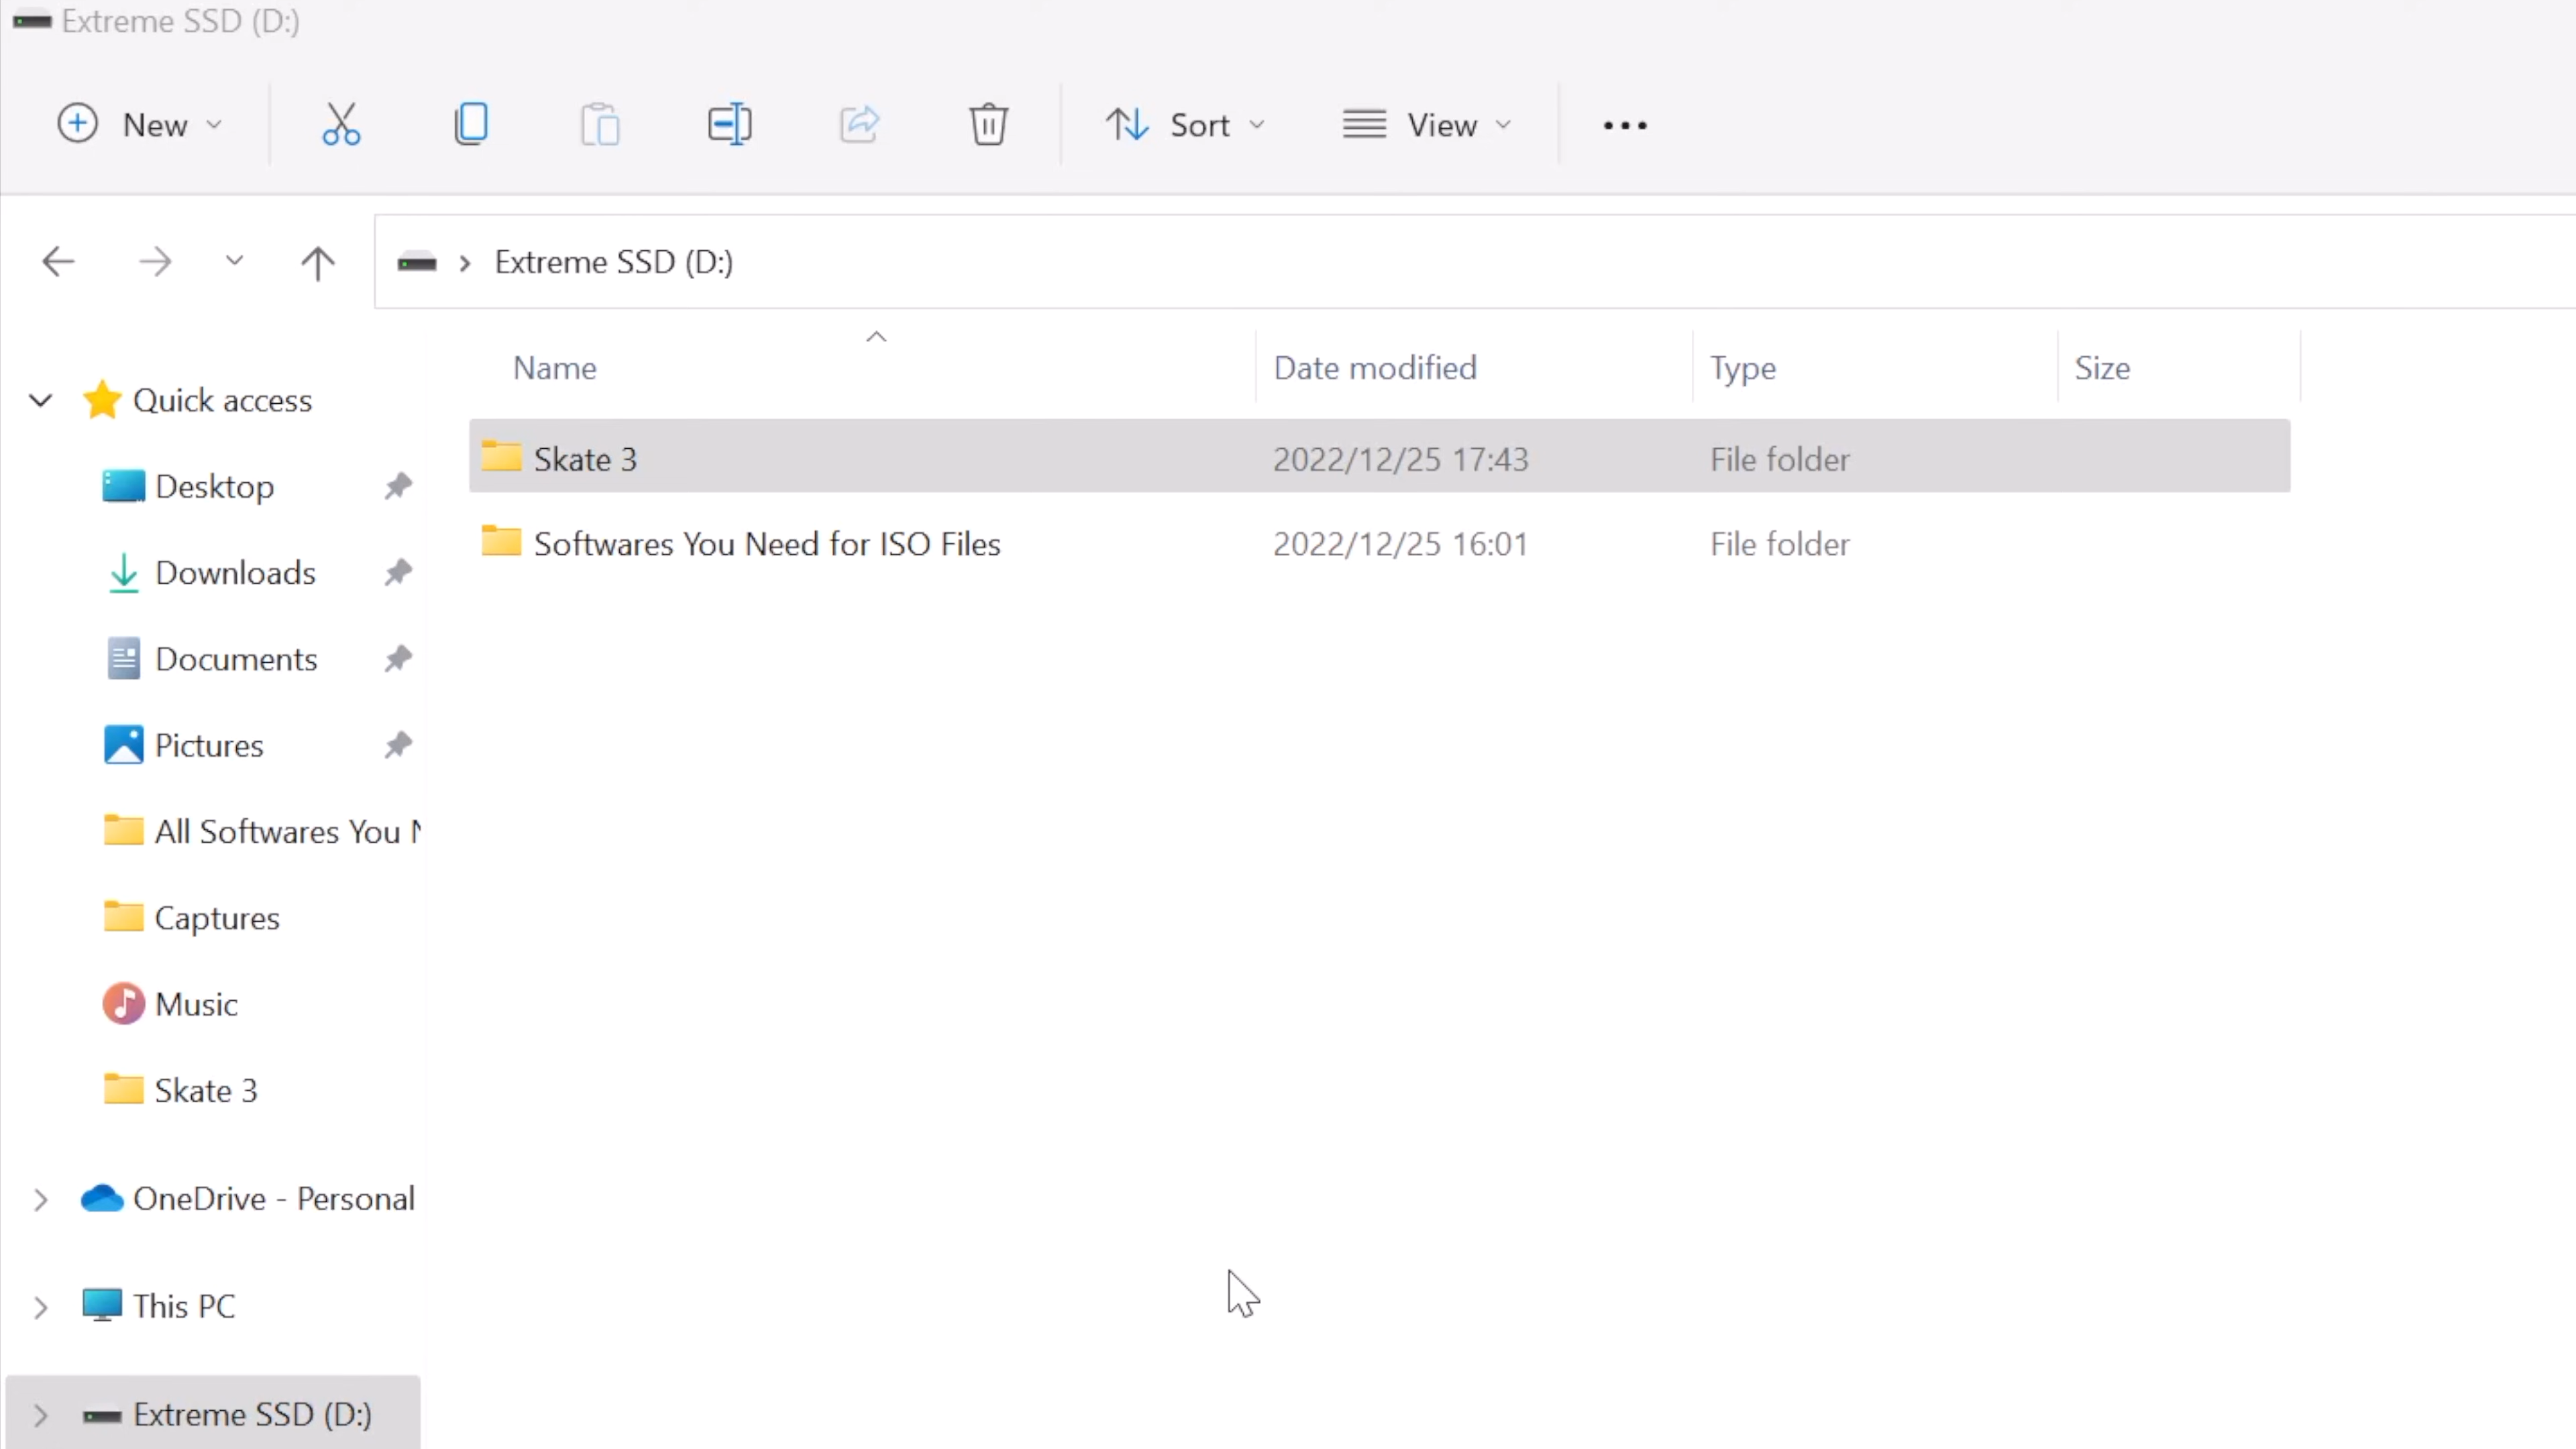 Extreme SSD (D:)
New
Sort
View
Extreme SSD (D:)
Name
Date modified
Type
Size
Quick access
Desktop
Downloads
Documents
Pictures
All Softwares You N
Captures
Music
Skate 3
OneDrive - Personal
This PC
Extreme SSD (D:)
Skate 3 2022/12/25 17:43 File folder
Softwares You Need for ISO Files 2022/12/25 16:01 File folder